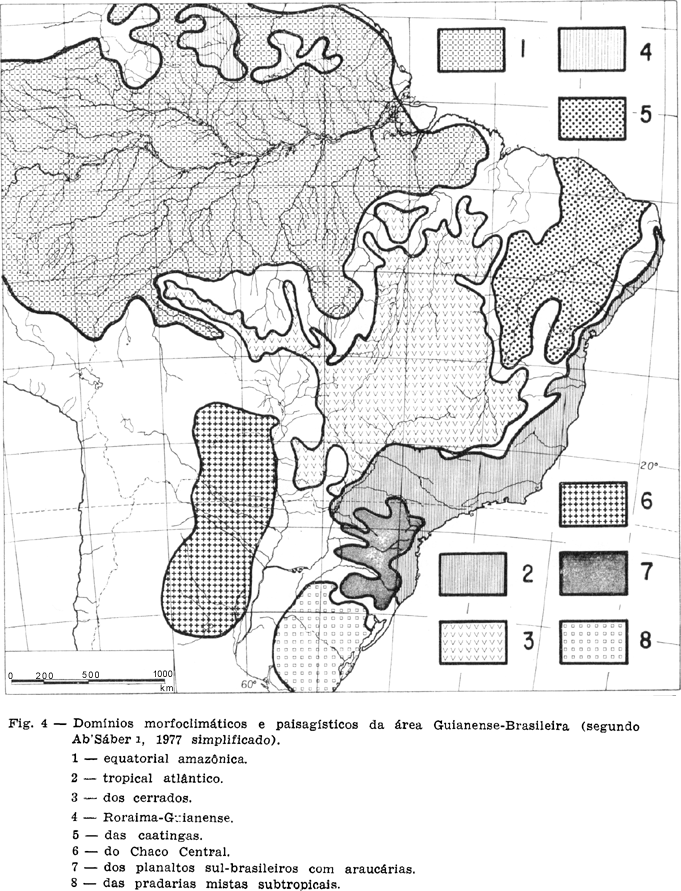 1
4
5
20°
6
2
7
3
8
0 200 500 1000
km
60°
Fig. 4 — Domínios morfoclimáticos e paisagísticos da área Guianense-Brasileira (segundo
Ab'Sáber 1, 1977 simplificado).
1 — equatorial amazônica.
2 — tropical atlântico.
3 — dos cerrados.
4 — Roraima-Guianense.
5 — das caatingas.
6 — do Chaco Central.
7 — dos planaltos sul-brasileiros com araucárias.
8 — das pradarias mistas subtropicais.